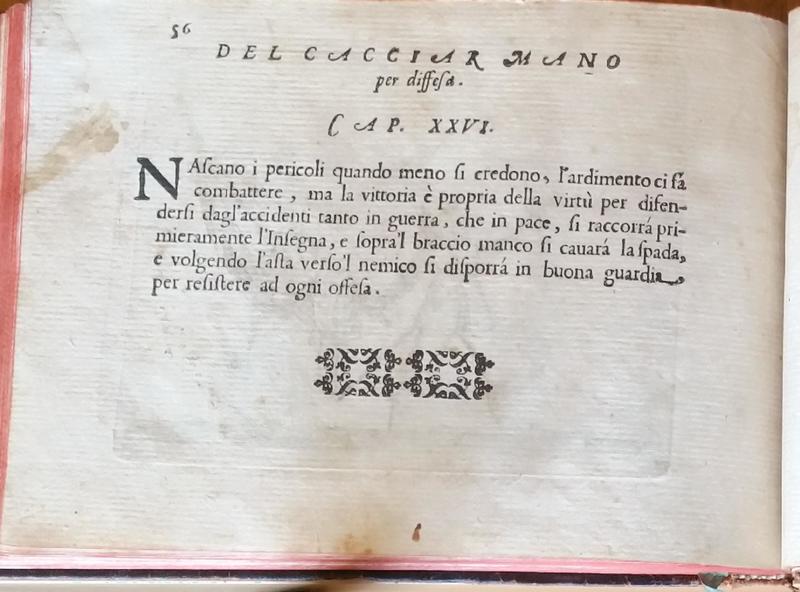 56
DEL CACCIAR MANO
per diffesa.
CAP. XXVI.
NAscano i pericoli quando meno si credono, l'ardimento ci fá
combattere, ma la vittoria è propria della virtù per difen-
dersi dagl'accidenti tanto in guerra, che in pace, si raccorrá pri-
mieramente l'Insegna, e sopra'l braccio manco si cauará la spada,
e volgendo l'asta verso'l nemico si disporrá in buona guardia,
per resistere ad ogni offesa.